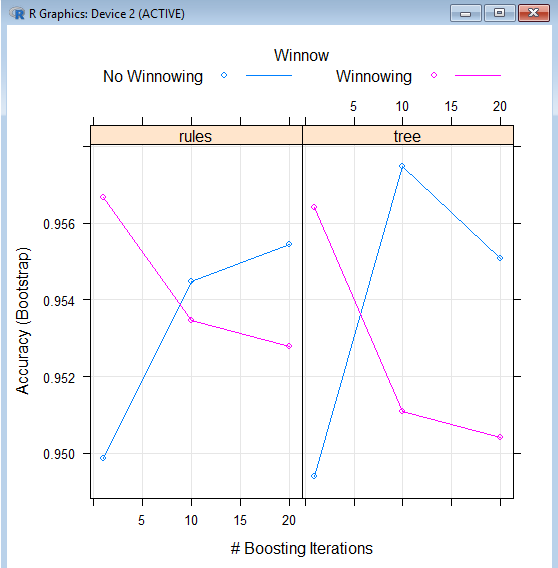 R Graphics: Device 2 (ACTIVE)
Winnow
No Winnowing Winnowing
5 10 15 20
rules tree
0.956
0.954
0.952
0.950
Accuracy (Bootstrap)
5 10 15 20
# Boosting Iterations